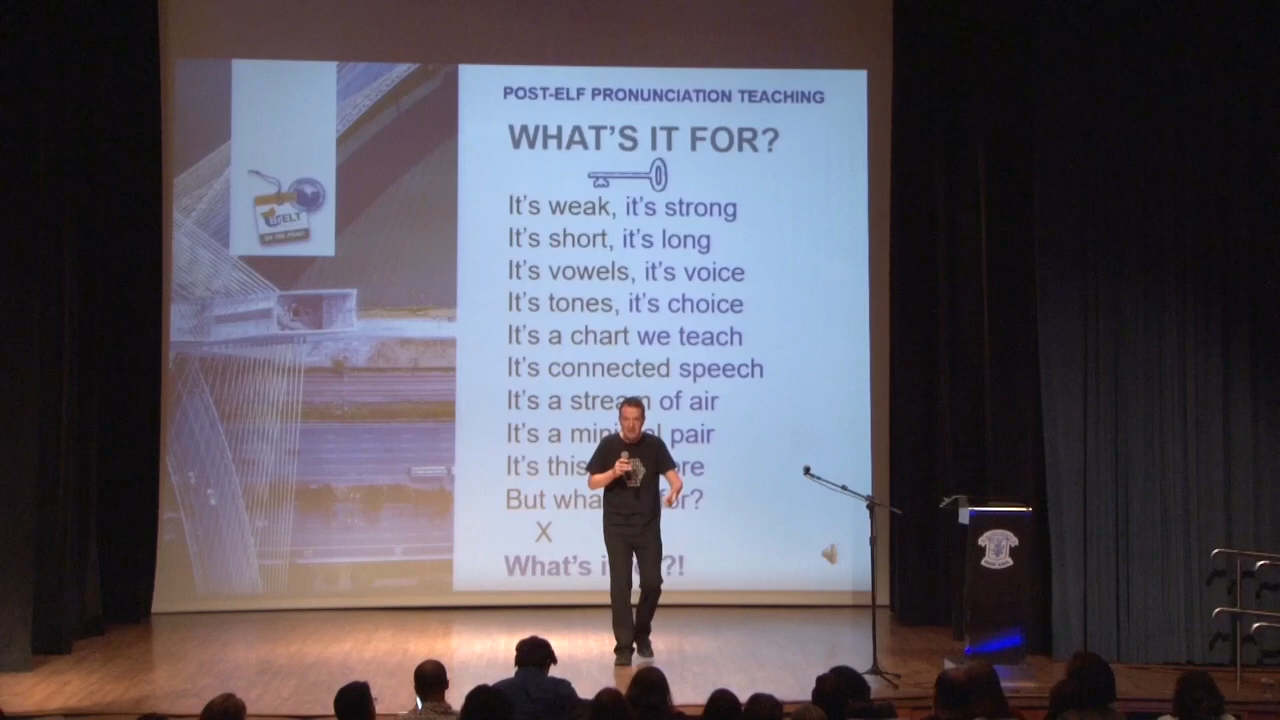 POST-ELF PRONUNCIATION TEACHING
WHAT'S IT FOR?
It's weak, it's strong
It's short, it's long
It's vowels, it's voice
It's tones, it's choice
It's a chart we teach
It's connected speech
It's a stream of air
It's a pair
It's this
But for?
X
What's
ELT